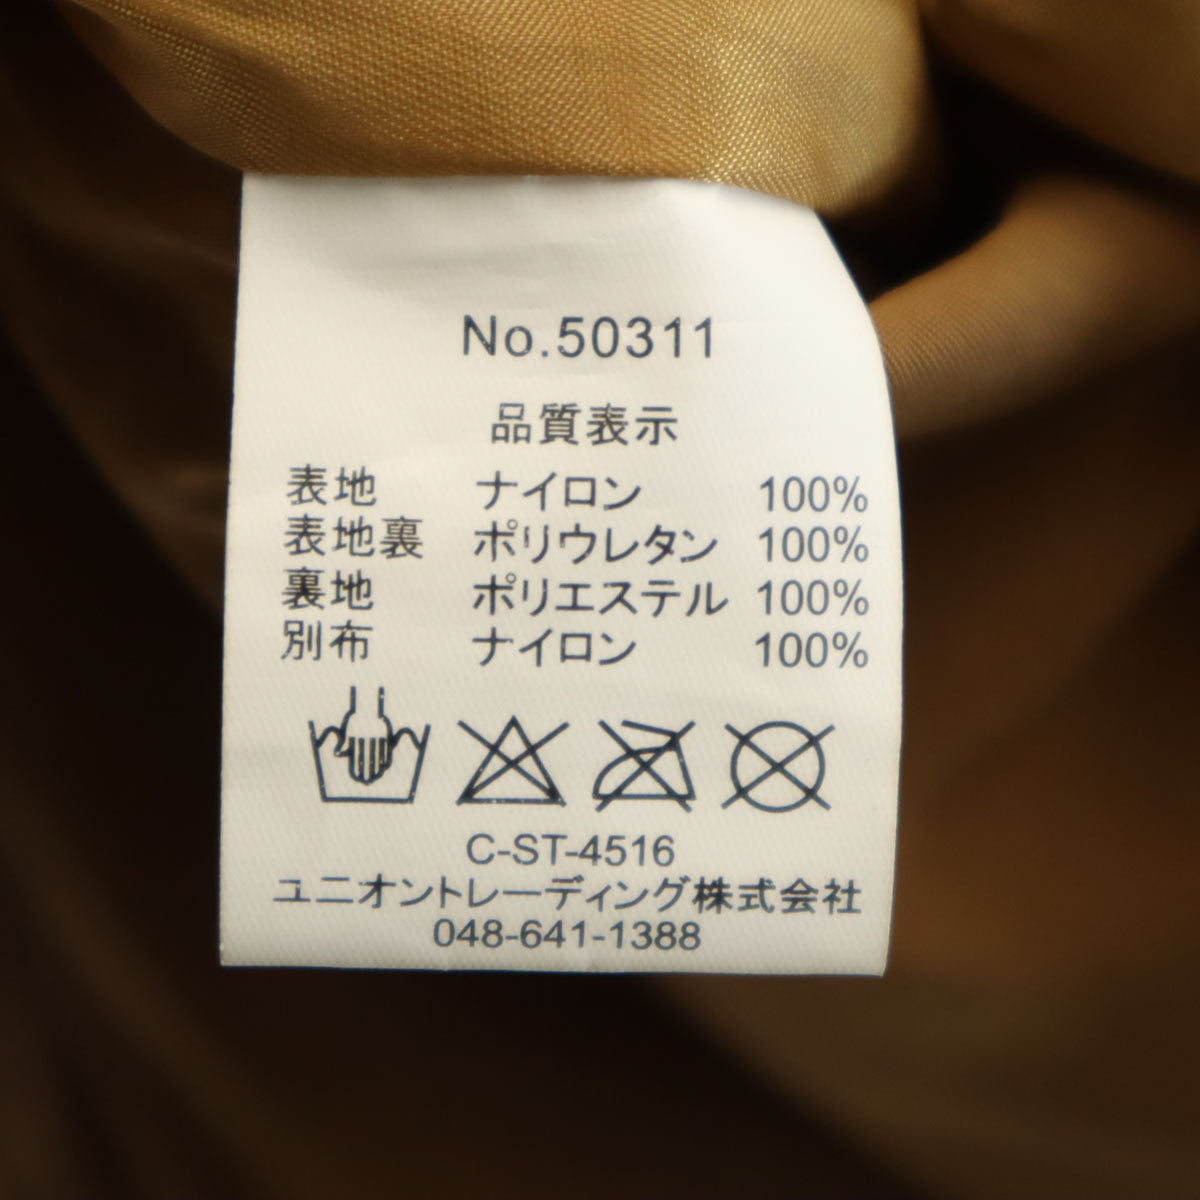 No.50311
品質表示
表地 ナイロン 100%
表地裏 ポリウレタン 100%
裏地 ポリエステル 100%
別布 ナイロン 100%
C-ST-4516
ユニオントレーディング株式会社
048-641-1388